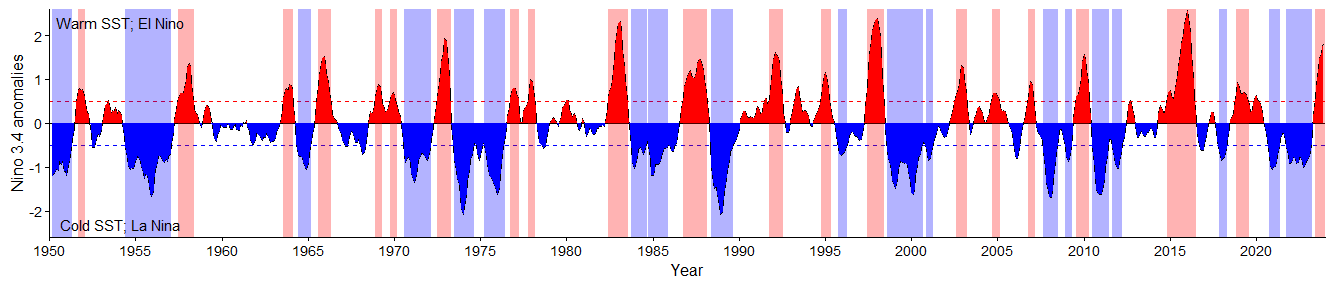 Warm SST; El Nino
Nino 3.4 anomalies
2
1
0
-1
-2
Cold SST; La Nina
1950 1955 1960 1965 1970 1975 1980 1985 1990 1995 2000 2005 2010 2015 2020
Year